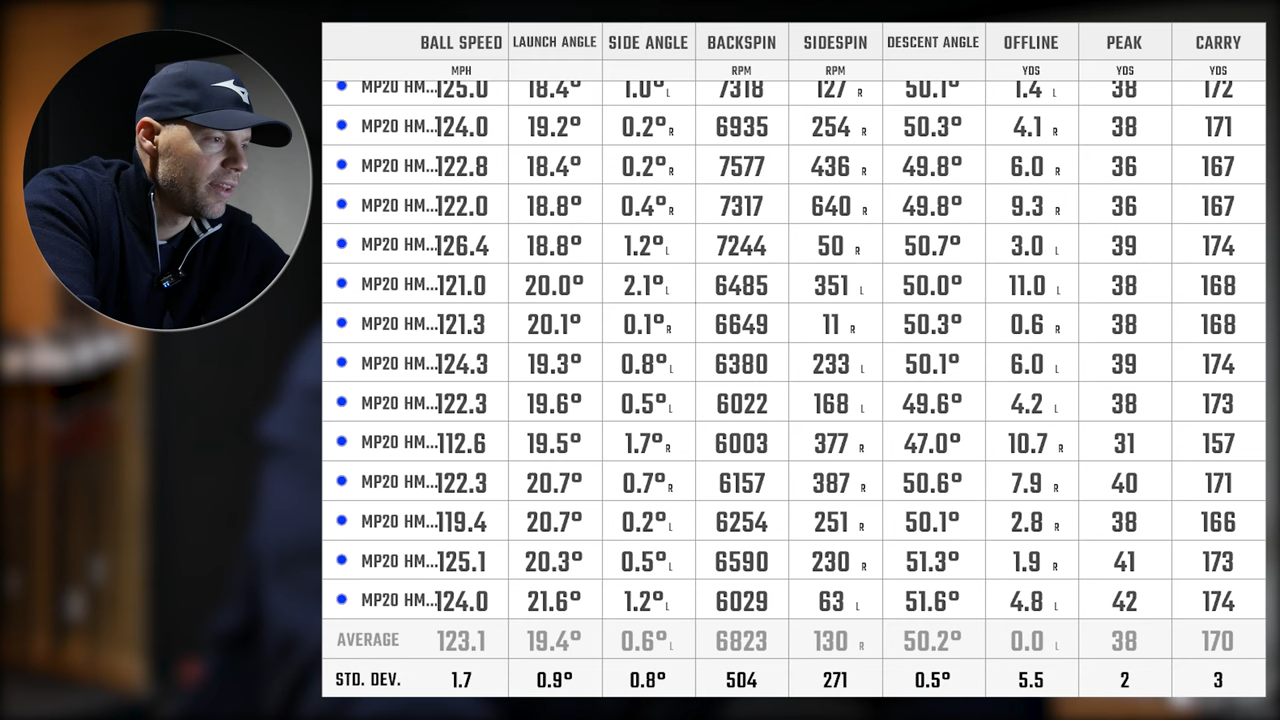 BALL SPEED LAUNCH ANGLE SIDE ANGLE BACKSPIN SIDESPIN DESCENT ANGLE OFFLINE PEAK CARRY
MPH RPM RPM YDS YDS YDS
MP20 HM... 125.0 18.4° 1.0° L 7318 127 R 50.1° 1.4 L 38 172
MP20 HM... 124.0 19.2° 0.2° R 6935 254 R 50.3° 4.1 R 38 171
MP20 HM... 122.8 18.4° 0.2° R 7577 436 R 49.8° 6.0 R 36 167
MP20 HM... 122.0 18.8° 0.4° R 7317 640 R 49.8° 9.3 R 36 167
MP20 HM... 126.4 18.8° 1.2° L 7244 50 R 50.7° 3.0 L 39 174
MP20 HM... 121.0 20.0° 2.1° L 6485 351 L 50.0° 11.0 L 38 168
MP20 HM... 121.3 20.1° 0.1° R 6649 11 R 50.3° 0.6 R 38 168
MP20 HM... 124.3 19.3° 0.8° L 6380 233 L 50.1° 6.0 L 39 174
MP20 HM... 122.3 19.6° 0.5° L 6022 168 L 49.6° 4.2 L 38 173
MP20 HM... 112.6 19.5° 1.7° R 6003 377 R 47.0° 10.7 R 31 157
MP20 HM... 122.3 20.7° 0.7° R 6157 387 R 50.6° 7.9 R 40 171
MP20 HM... 119.4 20.7° 0.2° L 6254 251 R 50.1° 2.8 R 38 166
MP20 HM... 125.1 20.3° 0.5° L 6590 230 R 51.3° 1.9 R 41 173
MP20 HM... 124.0 21.6° 1.2° L 6029 63 L 51.6° 4.8 L 42 174
AVERAGE 123.1 19.4° 0.6° L 6823 130 R 50.2° 0.0 L 38 170
STD. DEV. 1.7 0.9° 0.8° 504 271 0.5° 5.5 2 3